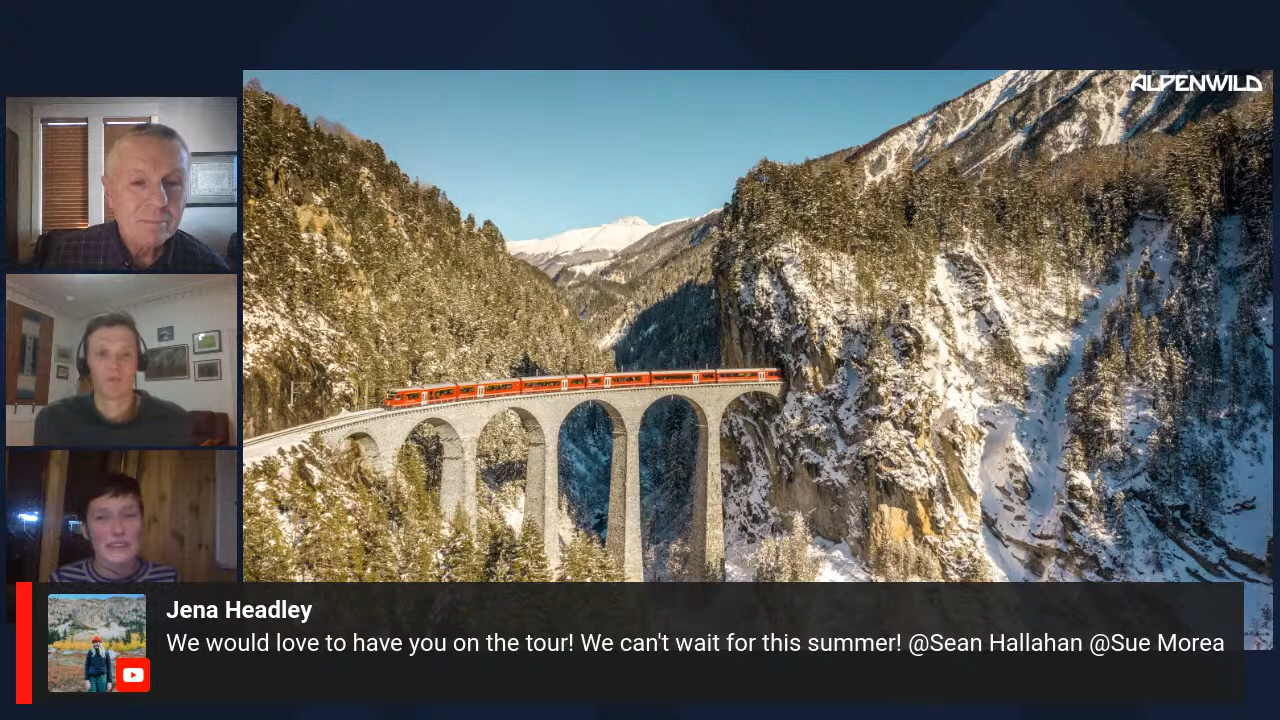 ALPENWILD
Jena Headley
We would love to have you on the tour! We can't wait for this summer! @Sean Hallahan @Sue Morea